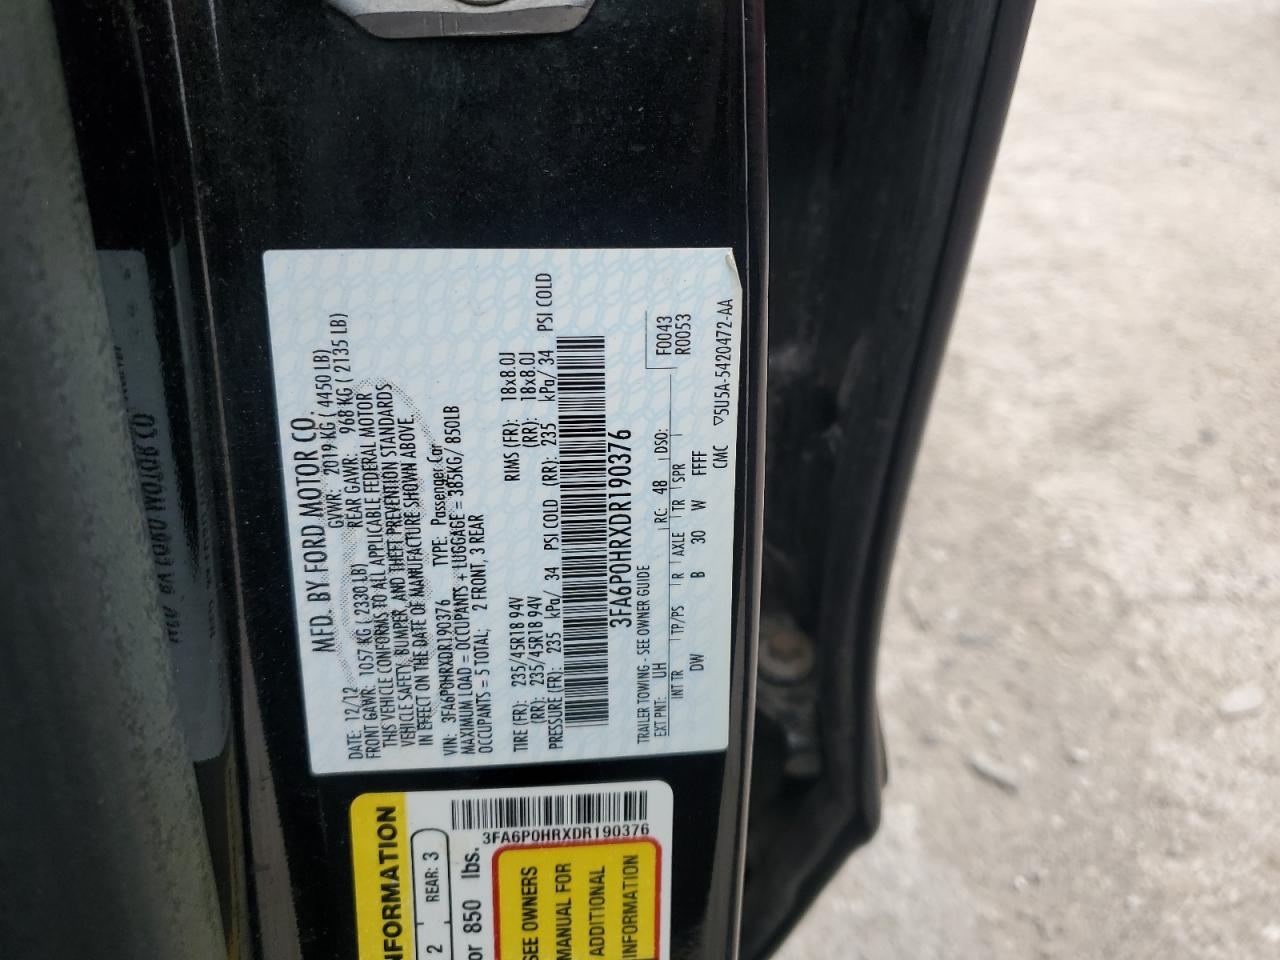 MFD. BY FORD MOTOR CO.
DATE: 12/12 GVWR: 2019 KG ( 4450 LB)
FRONT GAWR: 1057 KG ( 2330 LB) REAR GAWR: 968 KG ( 2135 LB)
THIS VEHICLE CONFORMS TO ALL APPLICABLE FEDERAL MOTOR
VEHICLE SAFETY, BUMPER, AND THEFT PREVENTION STANDARDS
IN EFFECT ON THE DATE OF MANUFACTURE SHOWN ABOVE.
VIN: 3FA6P0HRXDR190376 TYPE: Passenger Car
MAXIMUM LOAD = OCCUPANTS + LUGGAGE = 385KG/ 850LB
OCCUPANTS = 5 TOTAL: 2 FRONT, 3 REAR
TIRE (FR): 235/45R18 94V RIMS (FR): 18x8.0J
(RR): 235/45R18 94V (RR): 18x8.0J
PRESSURE (FR): 235 kPa/ 34 PSI COLD (RR): 235 kPa/ 34 PSI COLD
3FA6P0HRXDR190376
TRAILER TOWING - SEE OWNER GUIDE
F0043
R0053
EXT PNT: UH RC: 48 DSO:
INT TR TP/PS R AXLE TR SPR
DW B 30 W FFFF
CMC ▽5U5A-5420472-AA
3FA6P0HRXDR190376
NFORMATION
2 REAR: 3
or 850 lbs.
SEE OWNERS
MANUAL FOR
ADDITIONAL
INFORMATION